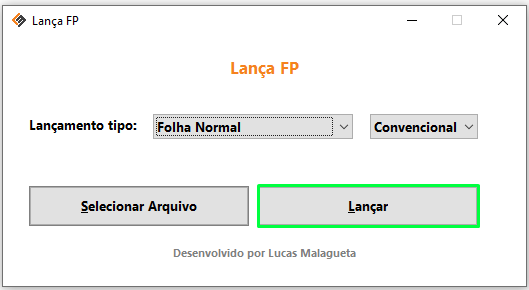 Lança FP
Lança FP
Lançamento tipo: Folha Normal Convencional
Selecionar Arquivo Lançar
Desenvolvido por Lucas Malagueta